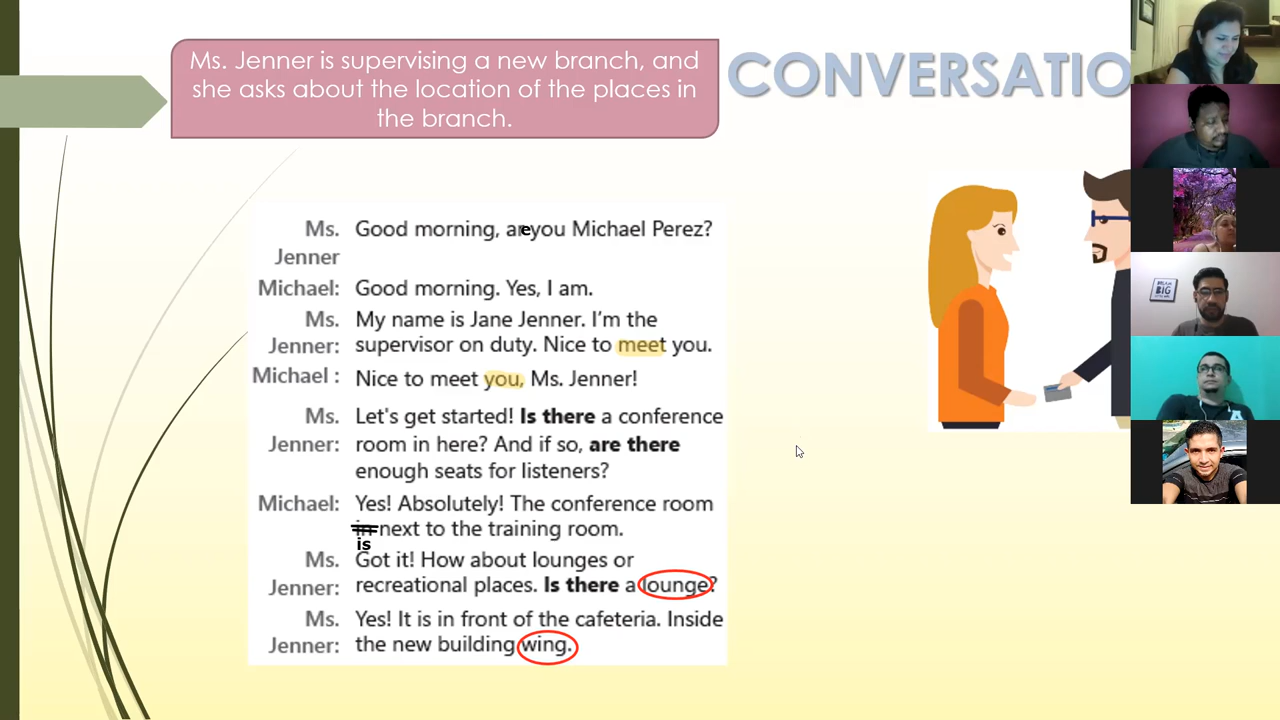 Ms. Jenner is supervising a new branch, and
she asks about the location of the places in
the branch.
CONVERSATIO
Ms. Good morning, are you Michael Perez?
Jenner
Michael: Good morning. Yes, I am.
Ms. My name is Jane Jenner. I'm the
Jenner: supervisor on duty. Nice to meet you.
Michael : Nice to meet you, Ms. Jenner!
Ms. Let's get started! Is there a conference
Jenner: room in here? And if so, are there
enough seats for listeners?
Michael: Yes! Absolutely! The conference room
in next to the training room.
is
Ms. Got it! How about lounges or
Jenner: recreational places. Is there a lounge?
Ms. Yes! It is in front of the cafeteria. Inside
Jenner: the new building wing.
BIG